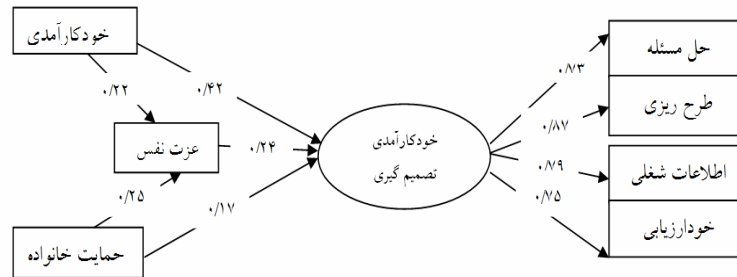 خودکارآمدی
حل مسئله
۰/۷۳
۰/۴۲
۰/۲۲
طرح ریزی
۰/۸۷
عزت نفس
۰/۲۴
خودکارآمدی
تصمیم گیری
اطلاعات شغلی
۰/۷۹
۰/۷۵
۰/۲۵
۰/۱۷
خودارزیابی
حمایت خانواده